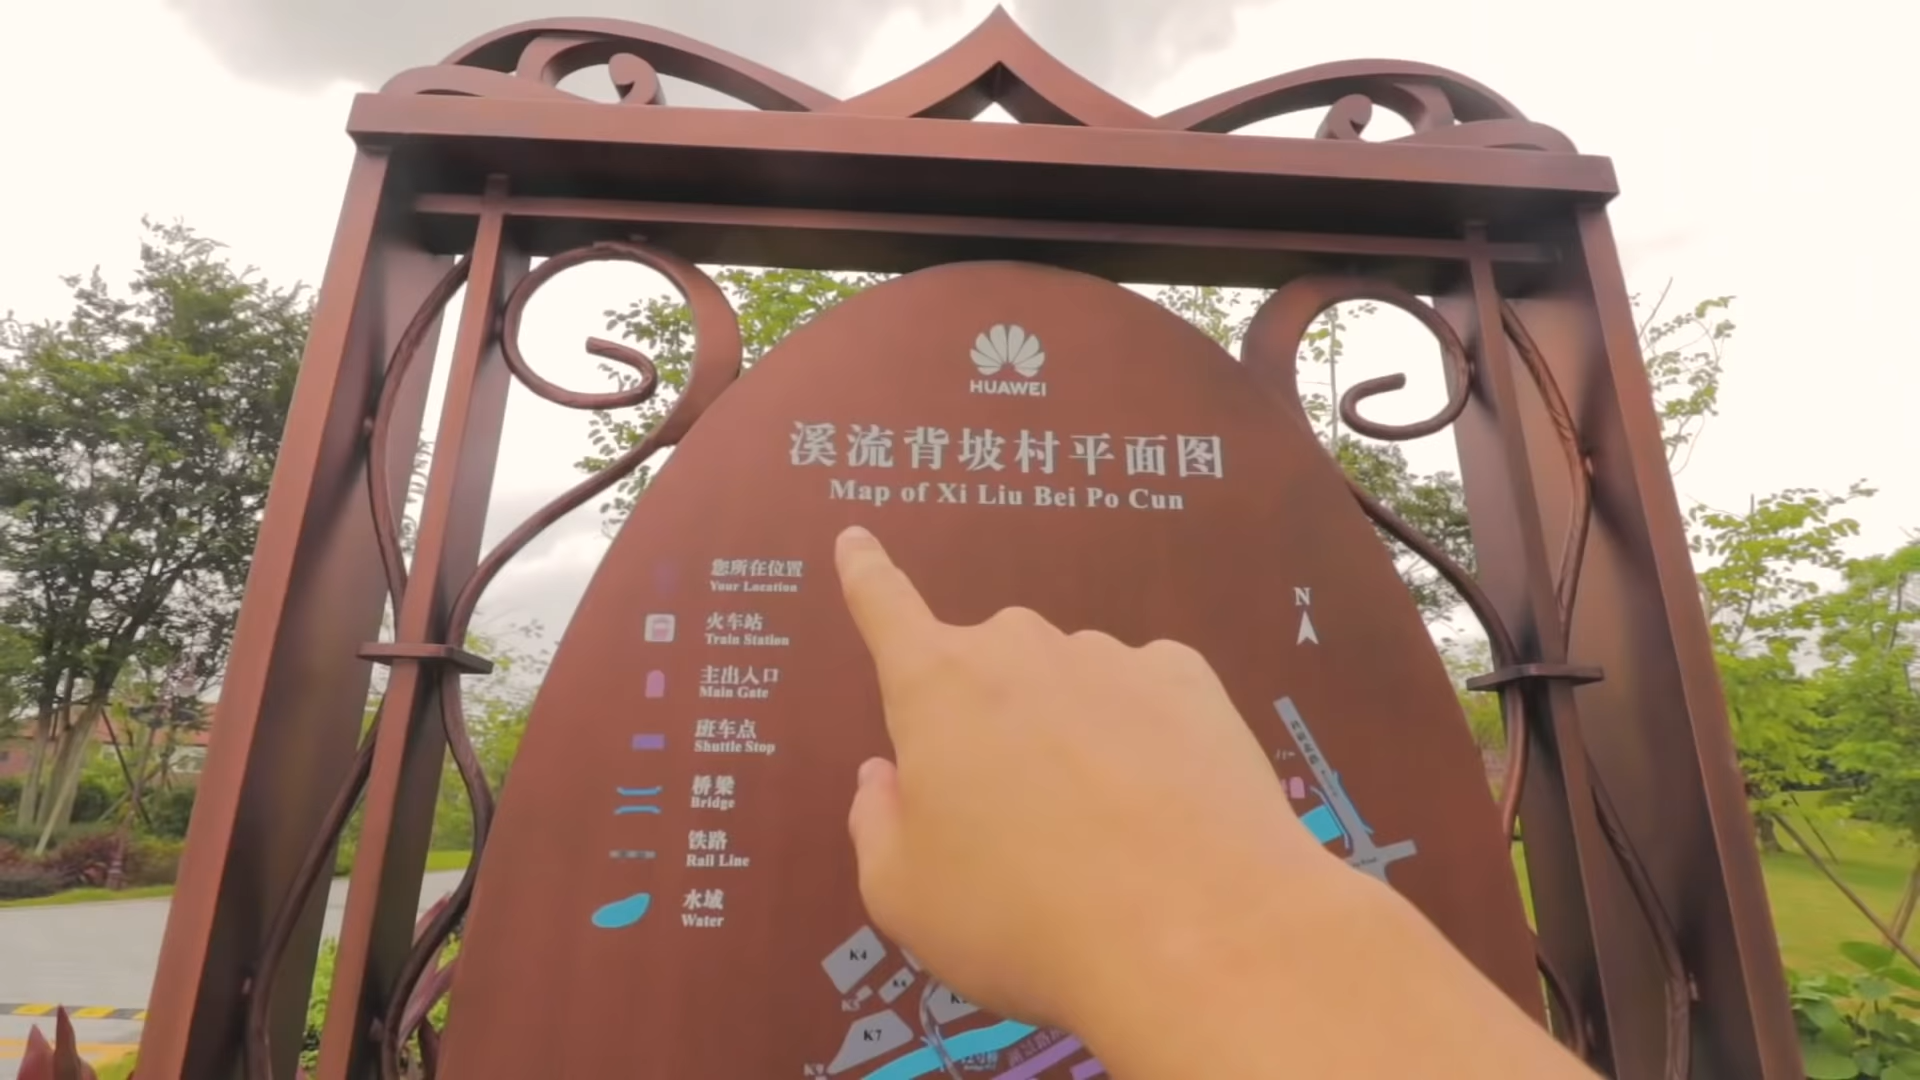 HUAWEI
溪流背坡村平面图
Map of Xi Liu Bei Po Cun
您所在位置
Your Location
N
火车站
Train Station
主出入口
Main Gate
班车点
Shuttle Stop
桥梁
Bridge
铁路
Rail Line
水域
Water
K4
K5
K7
K9